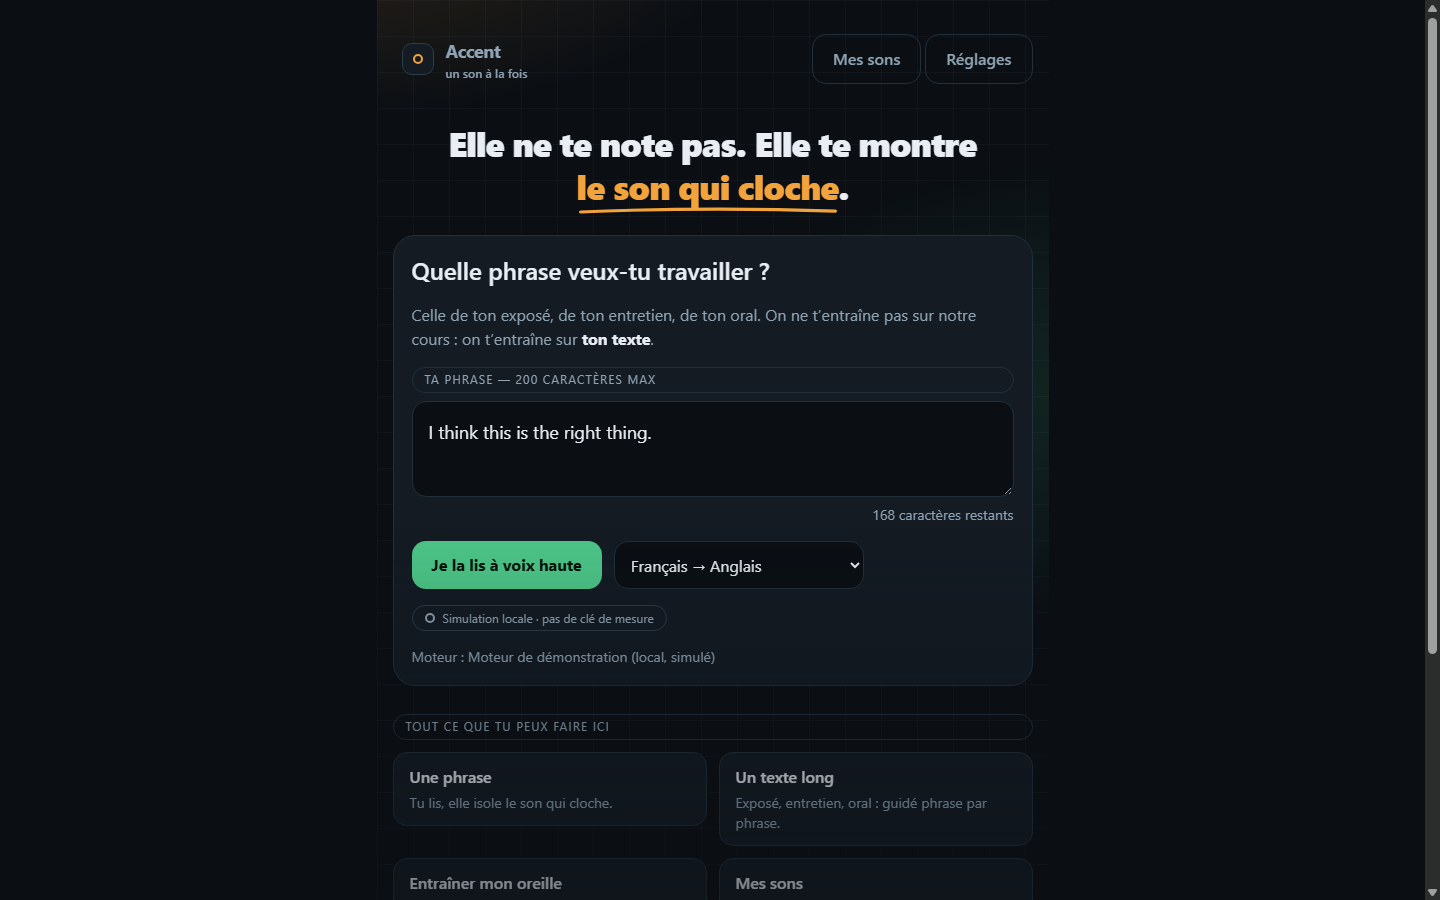 Accent
un son à la fois
Mes sons
Réglages
Elle ne te note pas. Elle te montre
le son qui cloche.
Quelle phrase veux-tu travailler ?
Celle de ton exposé, de ton entretien, de ton oral. On ne t’entraîne pas sur notre
cours : on t’entraîne sur ton texte.
TA PHRASE — 200 CARACTÈRES MAX
I think this is the right thing.
168 caractères restants
Je la lis à voix haute
Français → Anglais
Simulation locale · pas de clé de mesure
Moteur : Moteur de démonstration (local, simulé)
TOUT CE QUE TU PEUX FAIRE ICI
Une phrase
Tu lis, elle isole le son qui cloche.
Un texte long
Exposé, entretien, oral : guidé phrase par
phrase.
Entraîner mon oreille
Mes sons